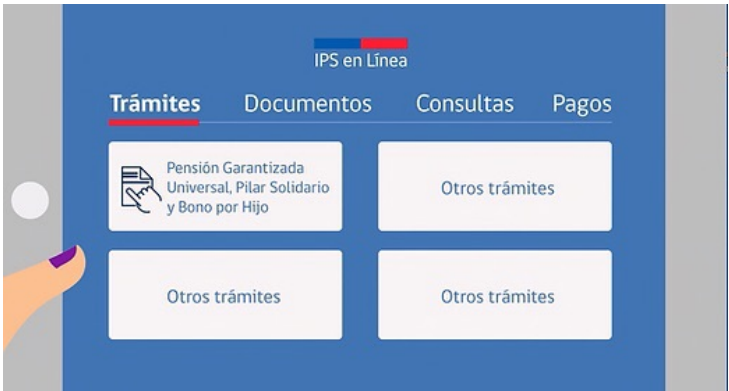 IPS en Línea
Trámites Documentos Consultas Pagos
Pensión Garantizada
Universal, Pilar Solidario
y Bono por Hijo
Otros trámites
Otros trámites
Otros trámites